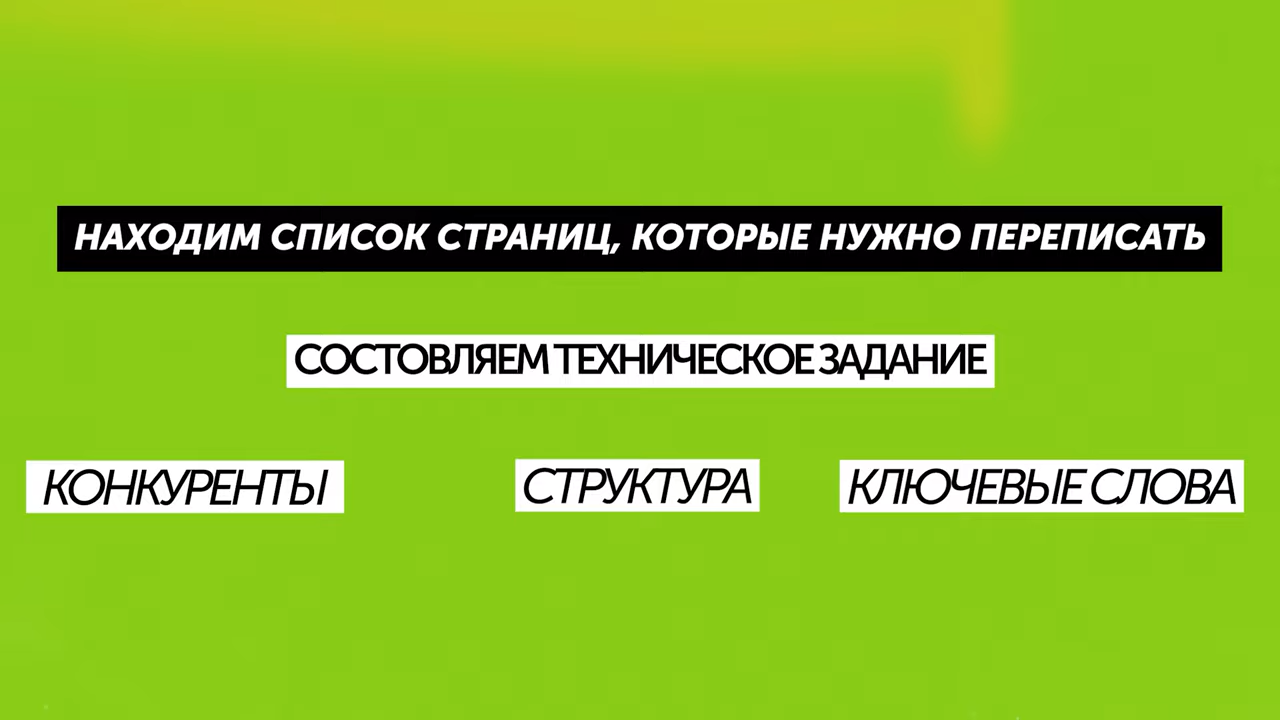 НАХОДИМ СПИСОК СТРАНИЦ, КОТОРЫЕ НУЖНО ПЕРЕПИСАТЬ
СОСТОВЛЯЕМ ТЕХНИЧЕСКОЕ ЗАДАНИЕ
КОНКУРЕНТЫ
СТРУКТУРА
КЛЮЧЕВЫЕ СЛОВА